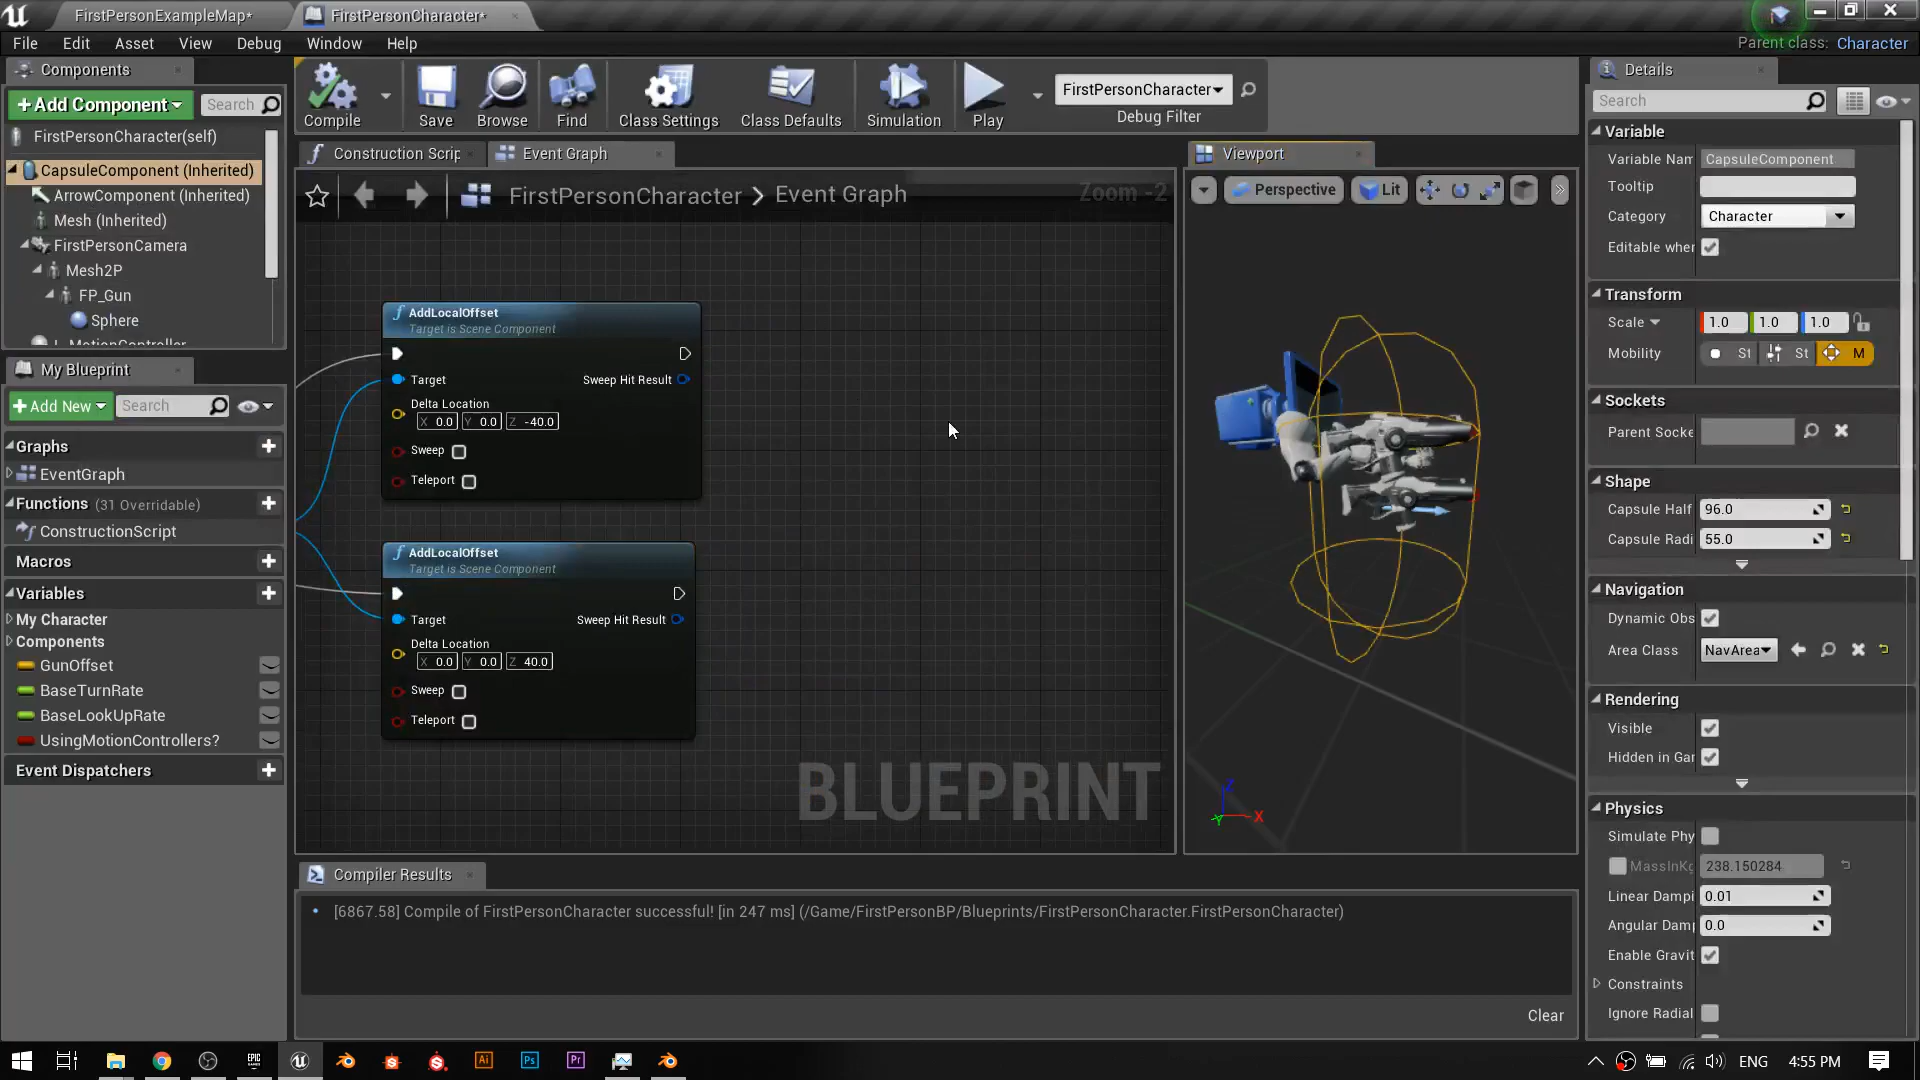 FirstPersonExampleMap*
FirstPersonCharacter*
File Edit Asset View Debug Window Help
Parent class: Character
Components
+Add Component
Search
FirstPersonCharacter(self)
CapsuleComponent (Inherited)
ArrowComponent (Inherited)
Mesh (Inherited)
FirstPersonCamera
Mesh2P
FP_Gun
Sphere
L_MotionController
Compile
Save
Browse
Find
Class Settings
Class Defaults
Simulation
Play
FirstPersonCharacter
Debug Filter
Construction Scrip
Event Graph
FirstPersonCharacter > Event Graph
Zoom -2
AddLocalOffset
Target is Scene Component
Target
Sweep Hit Result
Delta Location
X 0.0 Y 0.0 Z -40.0
Sweep
Teleport
AddLocalOffset
Target is Scene Component
Target
Sweep Hit Result
Delta Location
X 0.0 Y 0.0 Z 40.0
Sweep
Teleport
BLUEPRINT
Viewport
Perspective
Lit
Z
X
Y
My Blueprint
+Add New
Search
Graphs
EventGraph
Functions (31 Overridable)
ConstructionScript
Macros
Variables
My Character
Components
GunOffset
BaseTurnRate
BaseLookUpRate
UsingMotionControllers?
Event Dispatchers
Compiler Results
[6867.58] Compile of FirstPersonCharacter successful! [in 247 ms] (/Game/FirstPersonBP/Blueprints/FirstPersonCharacter.FirstPersonCharacter)
Clear
Details
Search
Variable
Variable Nam
CapsuleComponent
Tooltip
Category
Character
Editable wher
Transform
Scale
1.0 1.0 1.0
Mobility
St St M
Sockets
Parent Socke
Shape
Capsule Half
96.0
Capsule Radi
55.0
Navigation
Dynamic Obs
Area Class
NavArea
Rendering
Visible
Hidden in Gar
Physics
Simulate Phy
MassInKg
238.150284
Linear Dampi
0.01
Angular Damp
0.0
Enable Gravit
Constraints
Ignore Radial
EPIC
Ai
Ps
Pr
ENG
4:55 PM